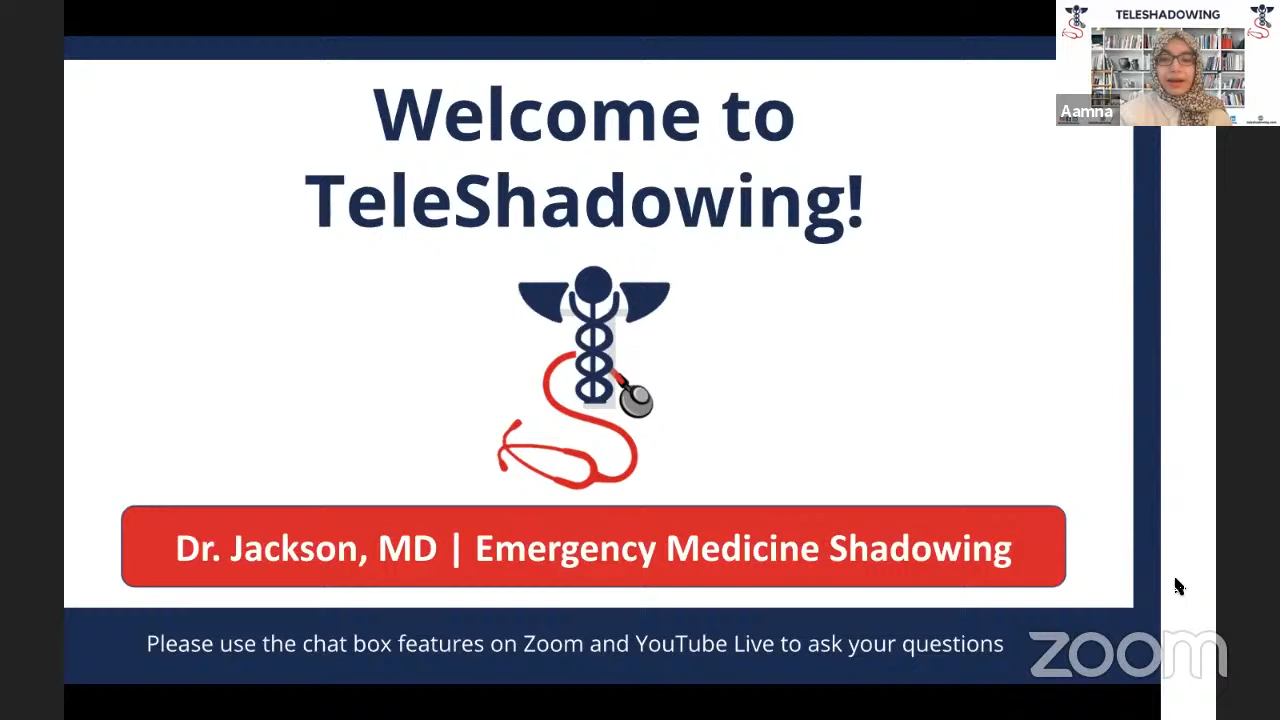 TELESHADOWING
Aamna
Welcome to
TeleShadowing!
Dr. Jackson, MD | Emergency Medicine Shadowing
Please use the chat box features on Zoom and YouTube Live to ask your questions
zoom